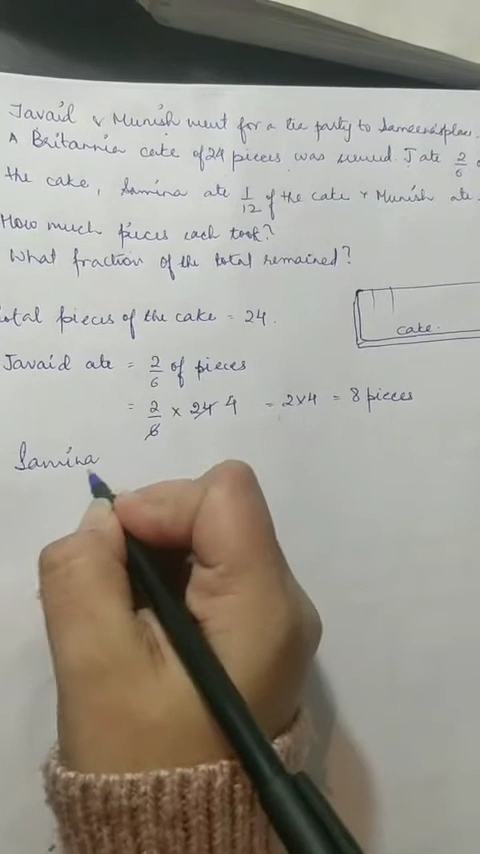 Javaid & Munish went for a tea party to Sameena's place.
A Britannia cake of 24 pieces was served. J ate 2/6
the cake, Samina ate 1/12 of the cake & Munish ate
How much pieces each took?
What fraction of the total remained?
total pieces of the cake = 24.
cake.
Javaid ate = 2/6 of pieces
= 2/6 x 24 4 = 2x4 = 8 pieces
Samina